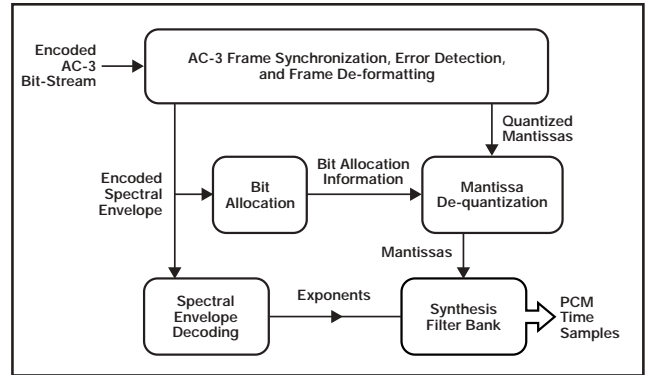 Encoded
AC-3
Bit-Stream
AC-3 Frame Synchronization, Error Detection,
and Frame De-formatting
Quantized
Mantissas
Encoded
Spectral
Envelope
Bit
Allocation
Bit Allocation
Information
Mantissa
De-quantization
Mantissas
Spectral
Envelope
Decoding
Exponents
Synthesis
Filter Bank
PCM
Time
Samples